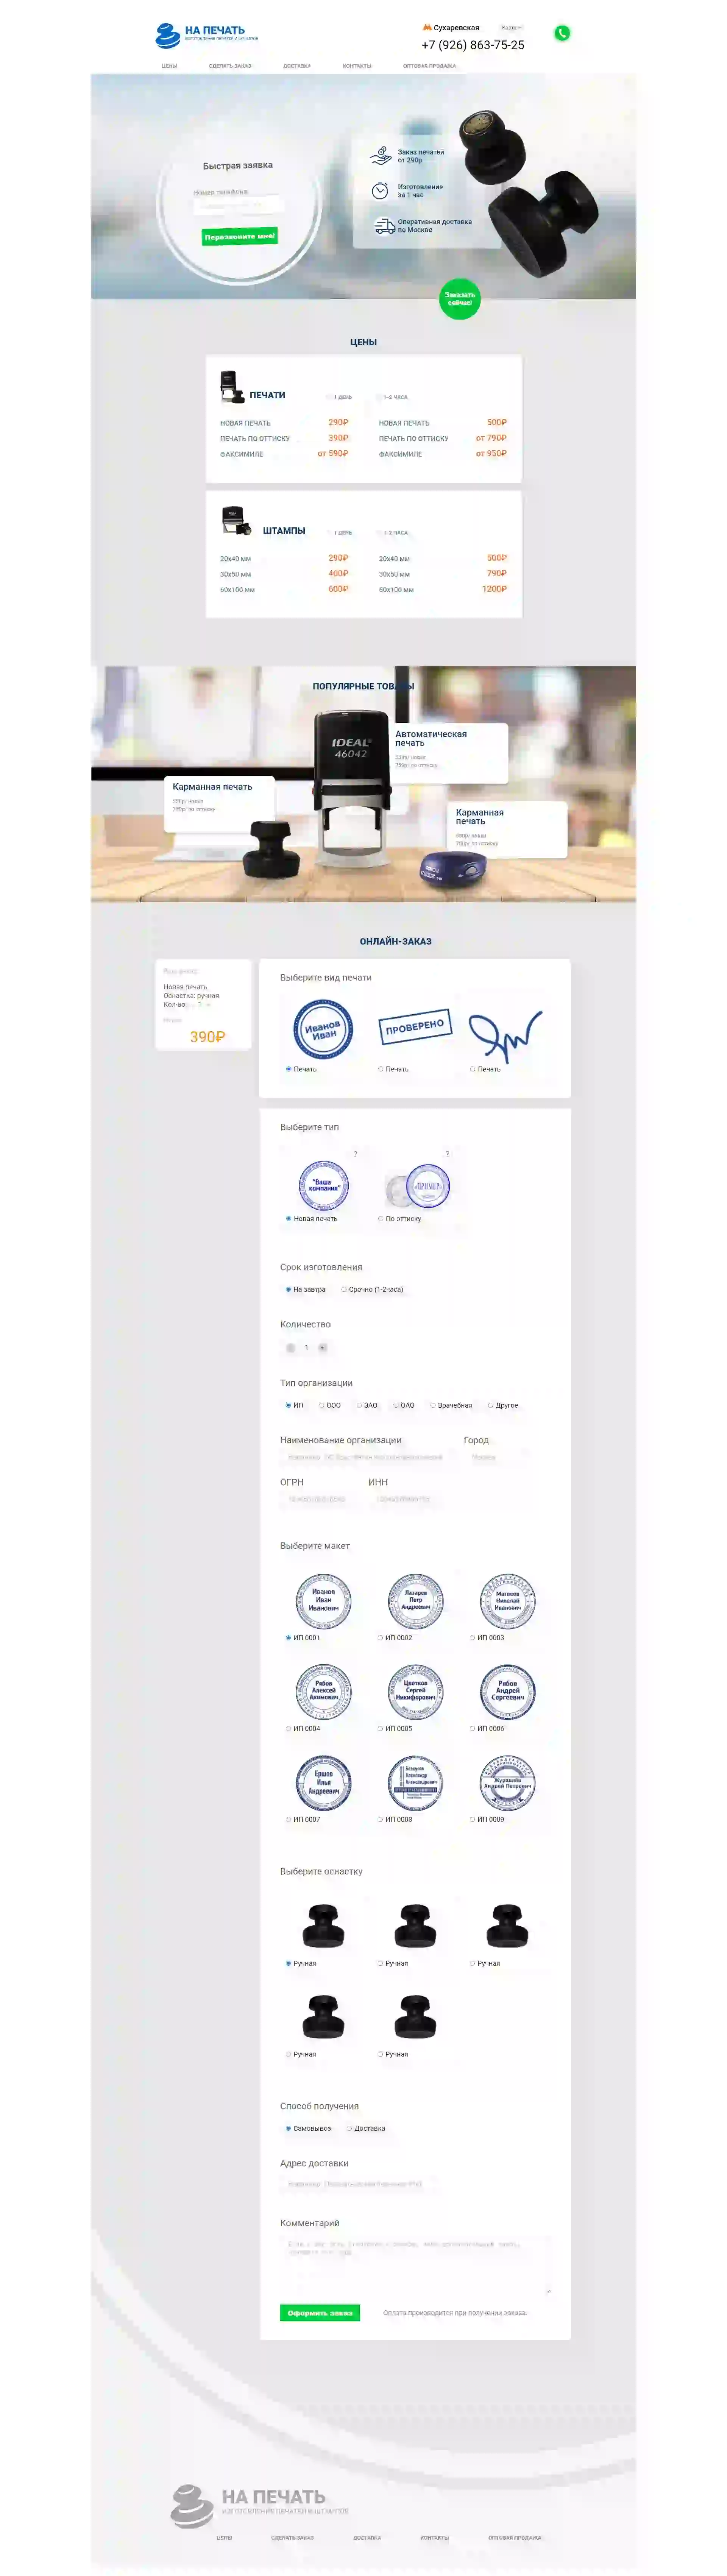 НА ПЕЧАТЬ
ИЗГОТОВЛЕНИЕ ПЕЧАТЕЙ И ШТАМПОВ
Сухаревская
+7 (926) 863-75-25
ЦЕНЫ
СДЕЛАТЬ ЗАКАЗ
ДОСТАВКА
КОНТАКТЫ
ОПТОВАЯ ПРОДАЖА
Быстрая заявка
Номер телефона
Перезвоните мне!
Заказ печатей
от 290р
Изготовление
за 1 час
Оперативная доставка
по Москве
Заказать
сейчас!
ЦЕНЫ
ПЕЧАТИ
1 ДЕНЬ
1-2 ЧАСА
НОВАЯ ПЕЧАТЬ 290₽
ПЕЧАТЬ ПО ОТТИСКУ 390₽
ФАКСИМИЛЕ от 590₽
НОВАЯ ПЕЧАТЬ 500₽
ПЕЧАТЬ ПО ОТТИСКУ от 790₽
ФАКСИМИЛЕ от 950₽
ШТАМПЫ
1 ДЕНЬ
1-2 ЧАСА
20х40 мм 290₽
30х50 мм 400₽
60х100 мм 600₽
20х40 мм 500₽
30х50 мм 790₽
60х100 мм 1200₽
ПОПУЛЯРНЫЕ ТОВАРЫ
IDEAL
46042
Автоматическая
печать
Карманная печать
Карманная
печать
ОНЛАЙН-ЗАКАЗ
Ваш заказ:
Новая печать
Оснастка: ручная
Кол-во: 1
390₽
Выберите вид печати
Иванов
Иван
ПРОВЕРЕНО
Печать
Печать
Печать
Выберите тип
?
?
"Ваша
компания"
«ПРИМЕР»
Новая печать
По оттиску
Срок изготовления
На завтра
Срочно (1-2часа)
Количество
1 +
Тип организации
ИП
ООО
ЗАО
ОАО
Врачебная
Другое
Наименование организации
Город
Москва
ОГРН
ИНН
Выберите макет
Иванов
Иван
Иванович
Лазарев
Петр
Андреевич
Матвеев
Николай
Иванович
ИП 0001
ИП 0002
ИП 0003
Рябов
Алексей
Акимович
Цветков
Сергей
Никифорович
Рябов
Андрей
Сергеевич
ИП 0004
ИП 0005
ИП 0006
Ершов
Илья
Андреевич
Белоусов
Александр
Александрович
Журавлёв
Андрей Петрович
ИП 0007
ИП 0008
ИП 0009
Выберите оснастку
Ручная
Ручная
Ручная
Ручная
Ручная
Способ получения
Самовывоз
Доставка
Адрес доставки
Комментарий
Оформить заказ
Оплата производится при получении заказа.
НА ПЕЧАТЬ
ИЗГОТОВЛЕНИЕ ПЕЧАТЕЙ И ШТАМПОВ
ЦЕНЫ
СДЕЛАТЬ ЗАКАЗ
ДОСТАВКА
КОНТАКТЫ
ОПТОВАЯ ПРОДАЖА